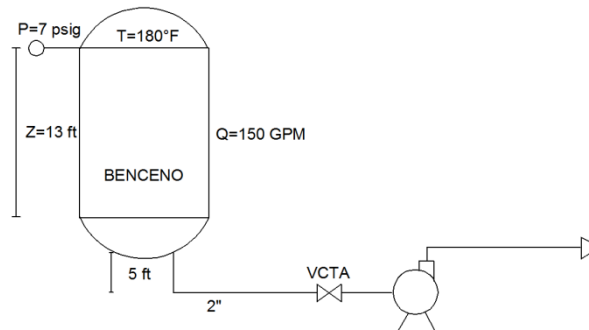 P=7 psig
T=180°F
Z=13 ft
Q=150 GPM
BENCENO
5 ft
VCTA
2"